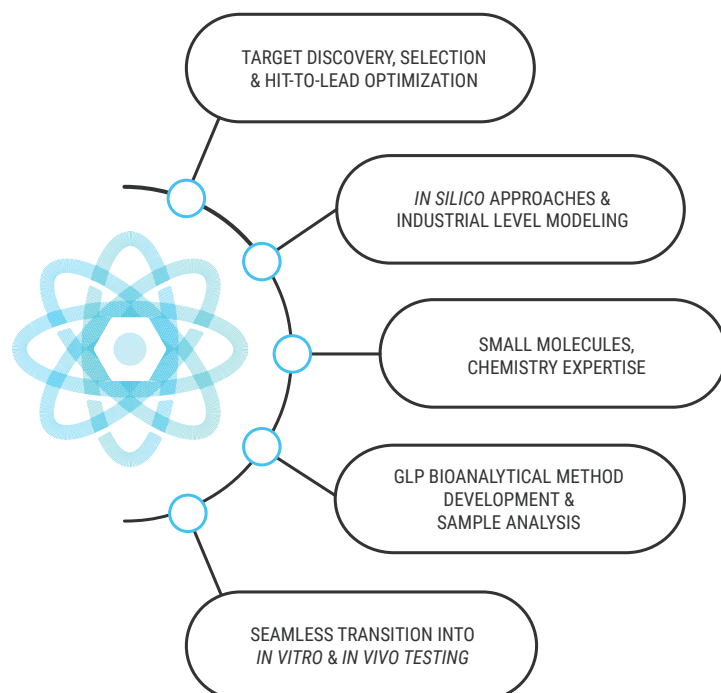 TARGET DISCOVERY, SELECTION
& HIT-TO-LEAD OPTIMIZATION
IN SILICO APPROACHES &
INDUSTRIAL LEVEL MODELING
SMALL MOLECULES,
CHEMISTRY EXPERTISE
GLP BIOANALYTICAL METHOD
DEVELOPMENT &
SAMPLE ANALYSIS
SEAMLESS TRANSITION INTO
IN VITRO & IN VIVO TESTING